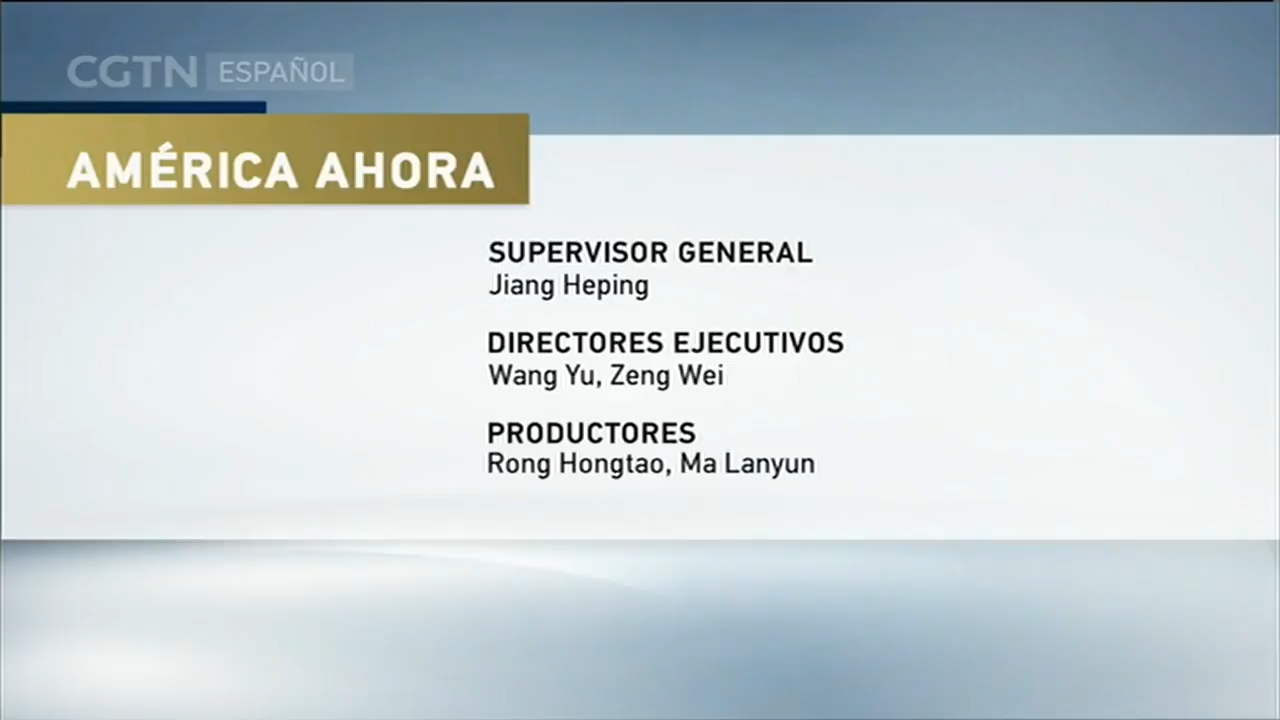 CGTN ESPAÑOL
AMÉRICA AHORA
SUPERVISOR GENERAL
Jiang Heping
DIRECTORES EJECUTIVOS
Wang Yu, Zeng Wei
PRODUCTORES
Rong Hongtao, Ma Lanyun